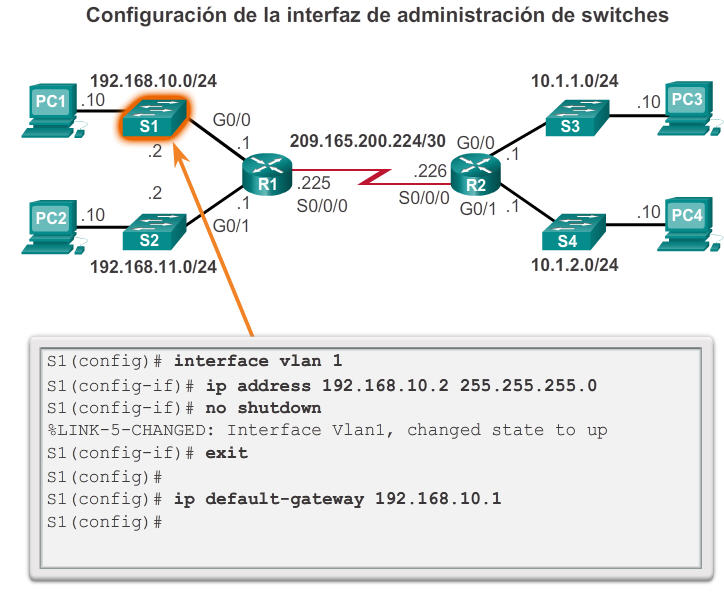 Configuración de la interfaz de administración de switches
192.168.10.0/24
10.1.1.0/24
PC1
.10
S1
G0/0
.1
.2
209.165.200.224/30
G0/0
.1
S3
.10
PC3
R1
.225
S0/0/0
.226
S0/0/0
R2
PC2
.10
.2
S2
.1
G0/1
192.168.11.0/24
G0/1
.1
S4
.10
PC4
10.1.2.0/24
S1(config)# interface vlan 1
S1(config-if)# ip address 192.168.10.2 255.255.255.0
S1(config-if)# no shutdown
%LINK-5-CHANGED: Interface Vlan1, changed state to up
S1(config-if)# exit
S1(config)#
S1(config)# ip default-gateway 192.168.10.1
S1(config)#